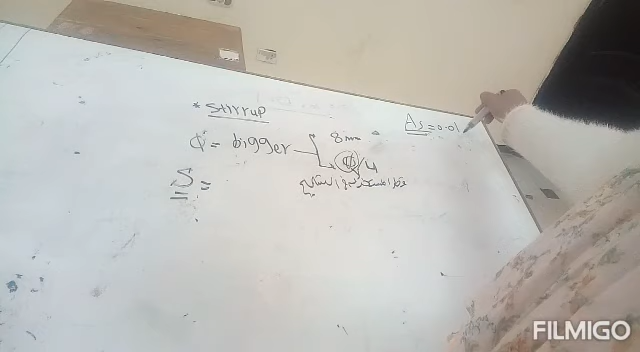 * Stirrup
Ø = bigger 8mm
Ø/4
As = 0.01
S =
FILMIGO